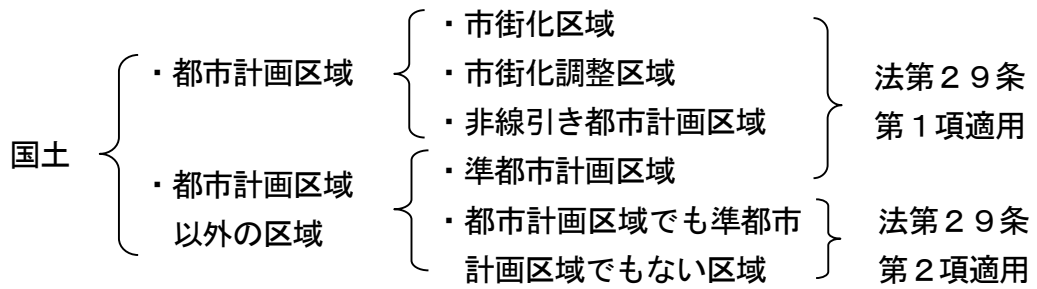 国土
・都市計画区域
・市街化区域
・市街化調整区域
・非線引き都市計画区域
・都市計画区域
以外の区域
・準都市計画区域
・都市計画区域でも準都市
計画区域でもない区域
法第２９条
第１項適用
法第２９条
第２項適用